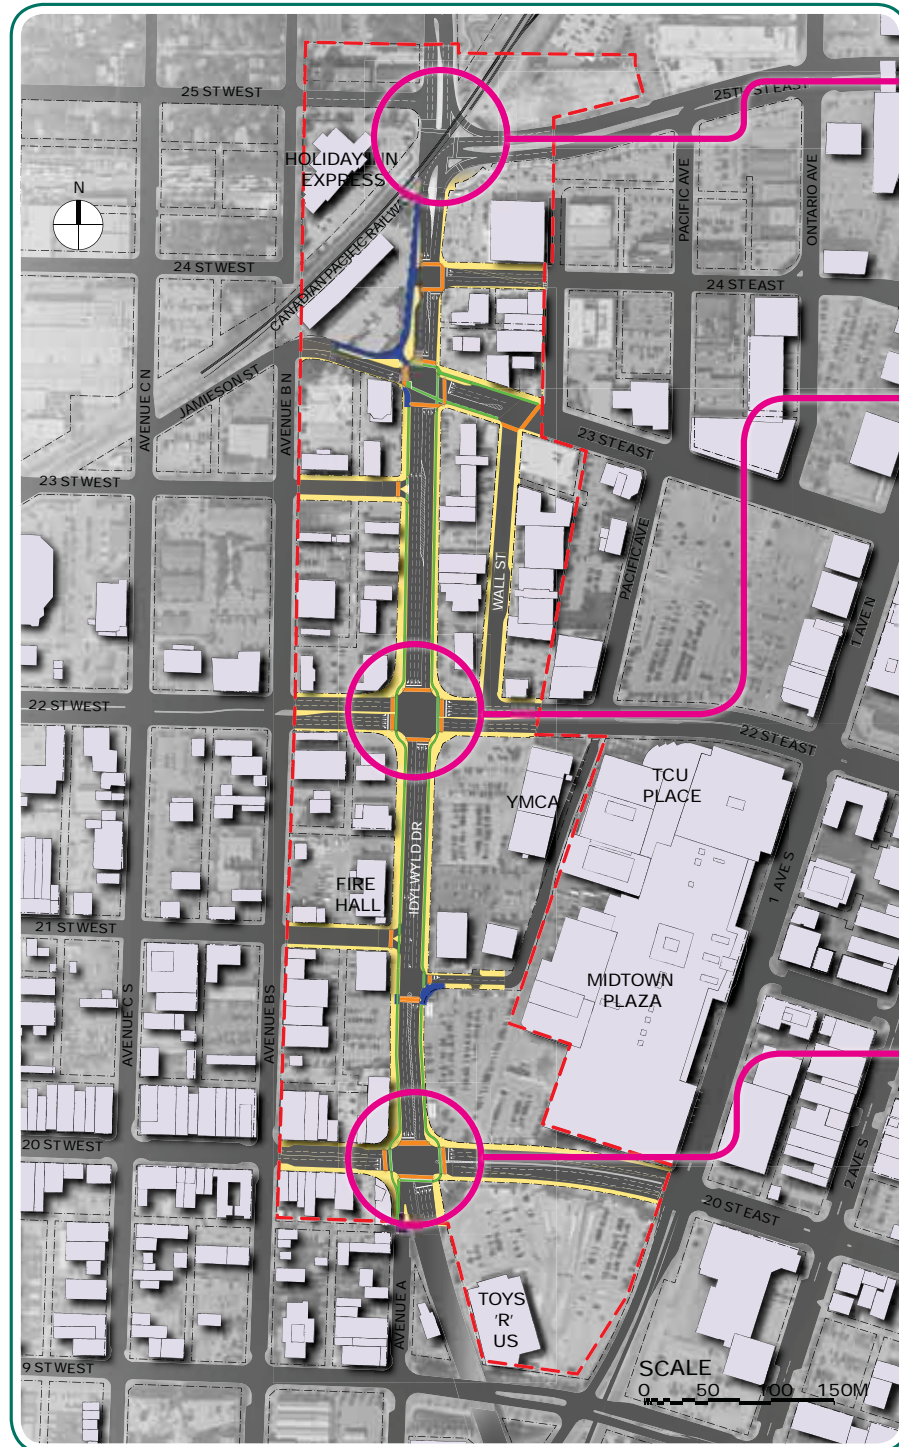 25 ST WEST
25TH ST EAST
HOLIDAY INN
EXPRESS
N
PACIFIC AVE
ONTARIO AVE
CANADIAN PACIFIC RAILWAY
24 ST WEST
24 ST EAST
AVENUE C N
JAMIESON ST
AVENUE B N
23 ST EAST
23 ST WEST
PACIFIC AVE
WALL ST
1 AVE N
22 ST WEST
22 ST EAST
TCU
PLACE
YMCA
IDYLWYLD DR
FIRE
HALL
1 AVE S
21 ST WEST
MIDTOWN
PLAZA
AVENUE C S
AVENUE B S
20 ST WEST
2 AVE S
20 ST EAST
AVENUE A
TOYS
'R'
US
9 ST WEST
SCALE
0 50 100 150M